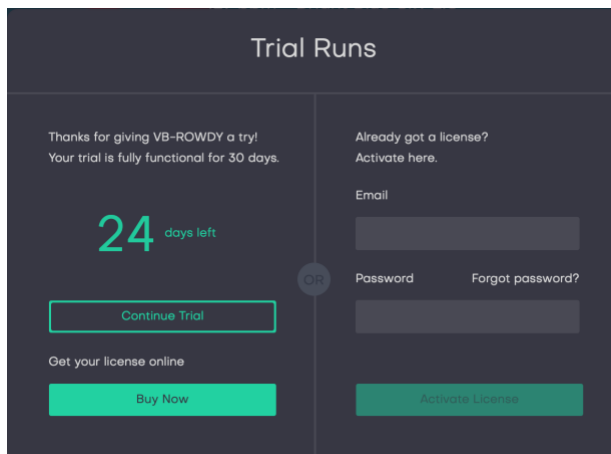 Trial Runs
Thanks for giving VB-ROWDY a try!
Your trial is fully functional for 30 days.
24 days left
Continue Trial
Get your license online
Buy Now
OR
Already got a license?
Activate here.
Email
Password Forgot password?
Activate License